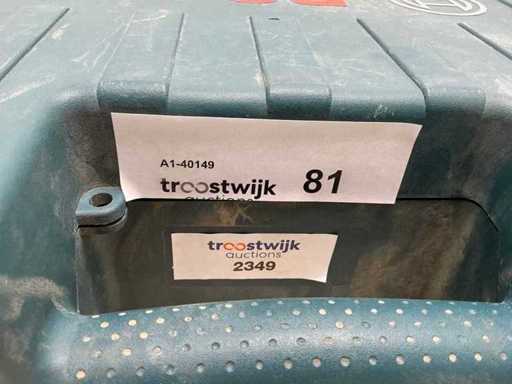 A1-40149
troostwijk 81
auctions
troostwijk
auctions
2349